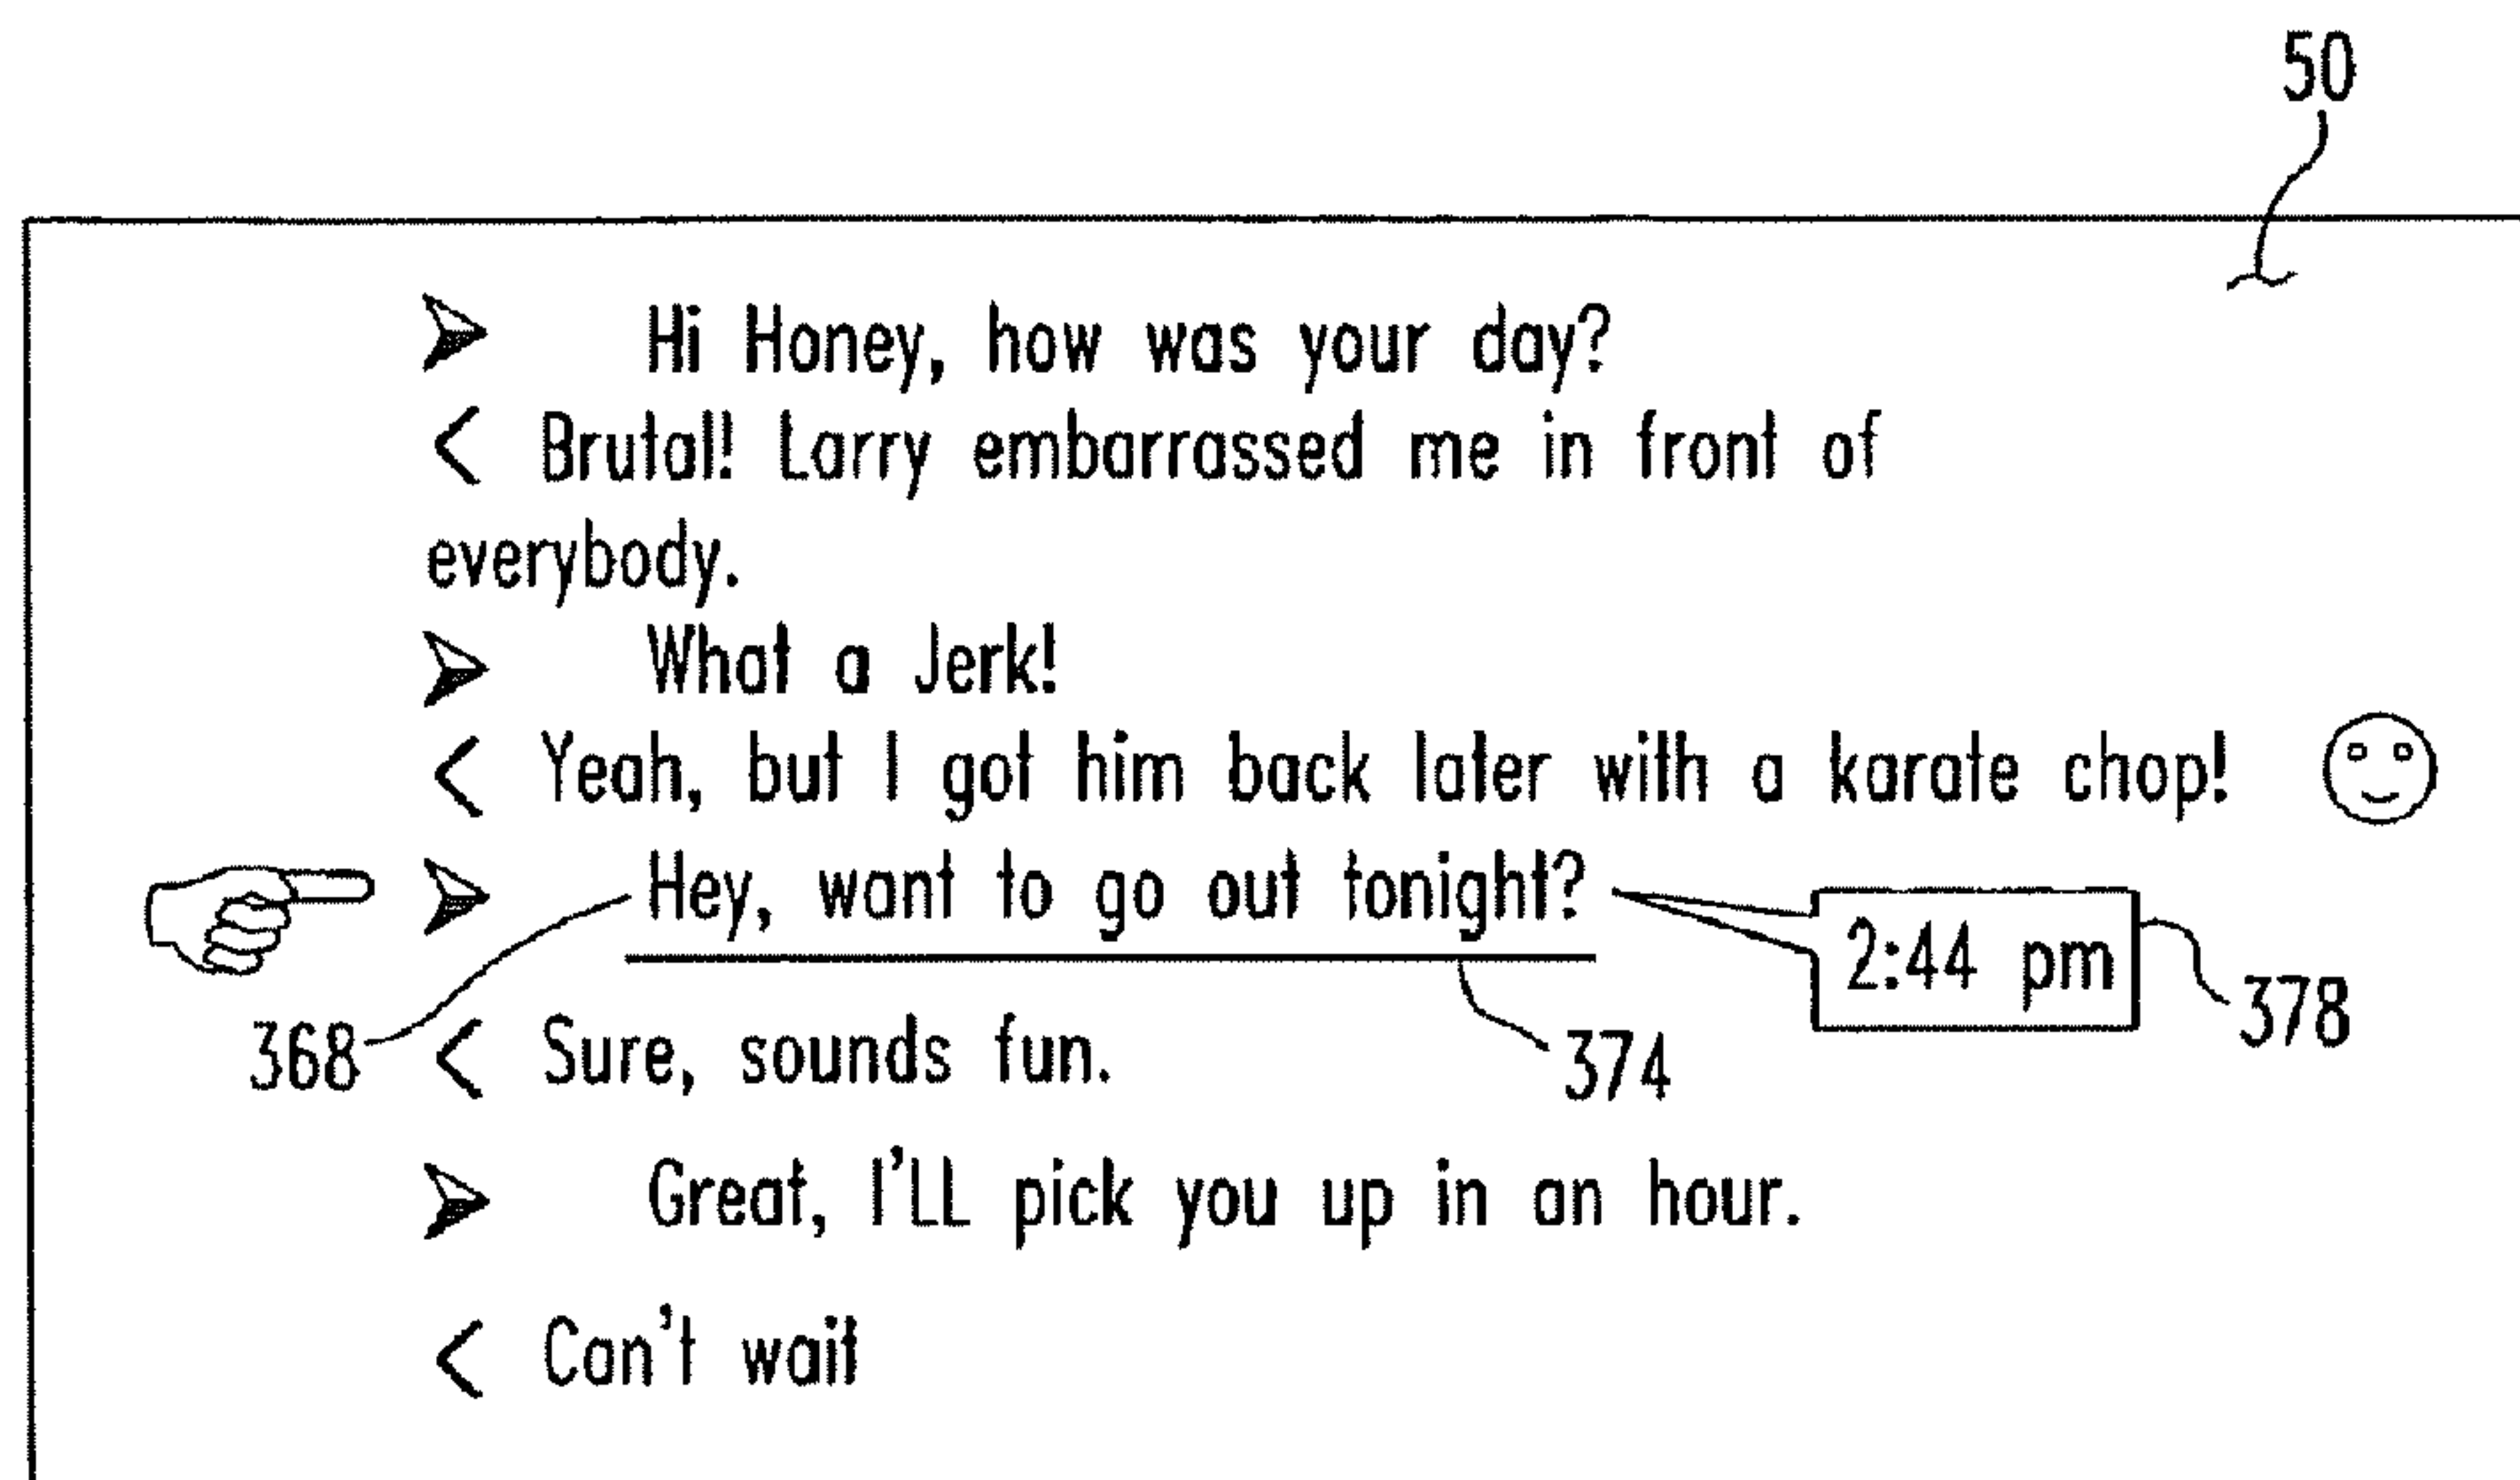 50
➢ Hi Honey, how was your day?
< Brutal! Larry embarrassed me in front of
everybody.
➢ What a Jerk!
< Yeah, but I got him back later with a karate chop!
➢ Hey, want to go out tonight?
2:44 pm
378
368
< Sure, sounds fun.
374
➢ Great, I'LL pick you up in an hour.
< Can't wait